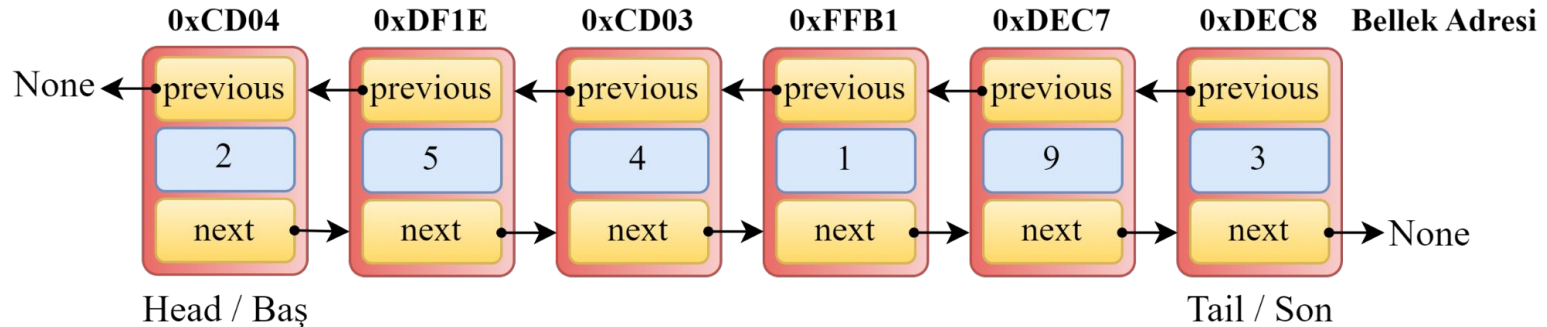 0xCD04 0xDF1E 0xCD03 0xFFB1 0xDEC7 0xDEC8 Bellek Adresi
None previous previous previous previous previous previous
2 5 4 1 9 3
next next next next next next None
Head / Baş Tail / Son